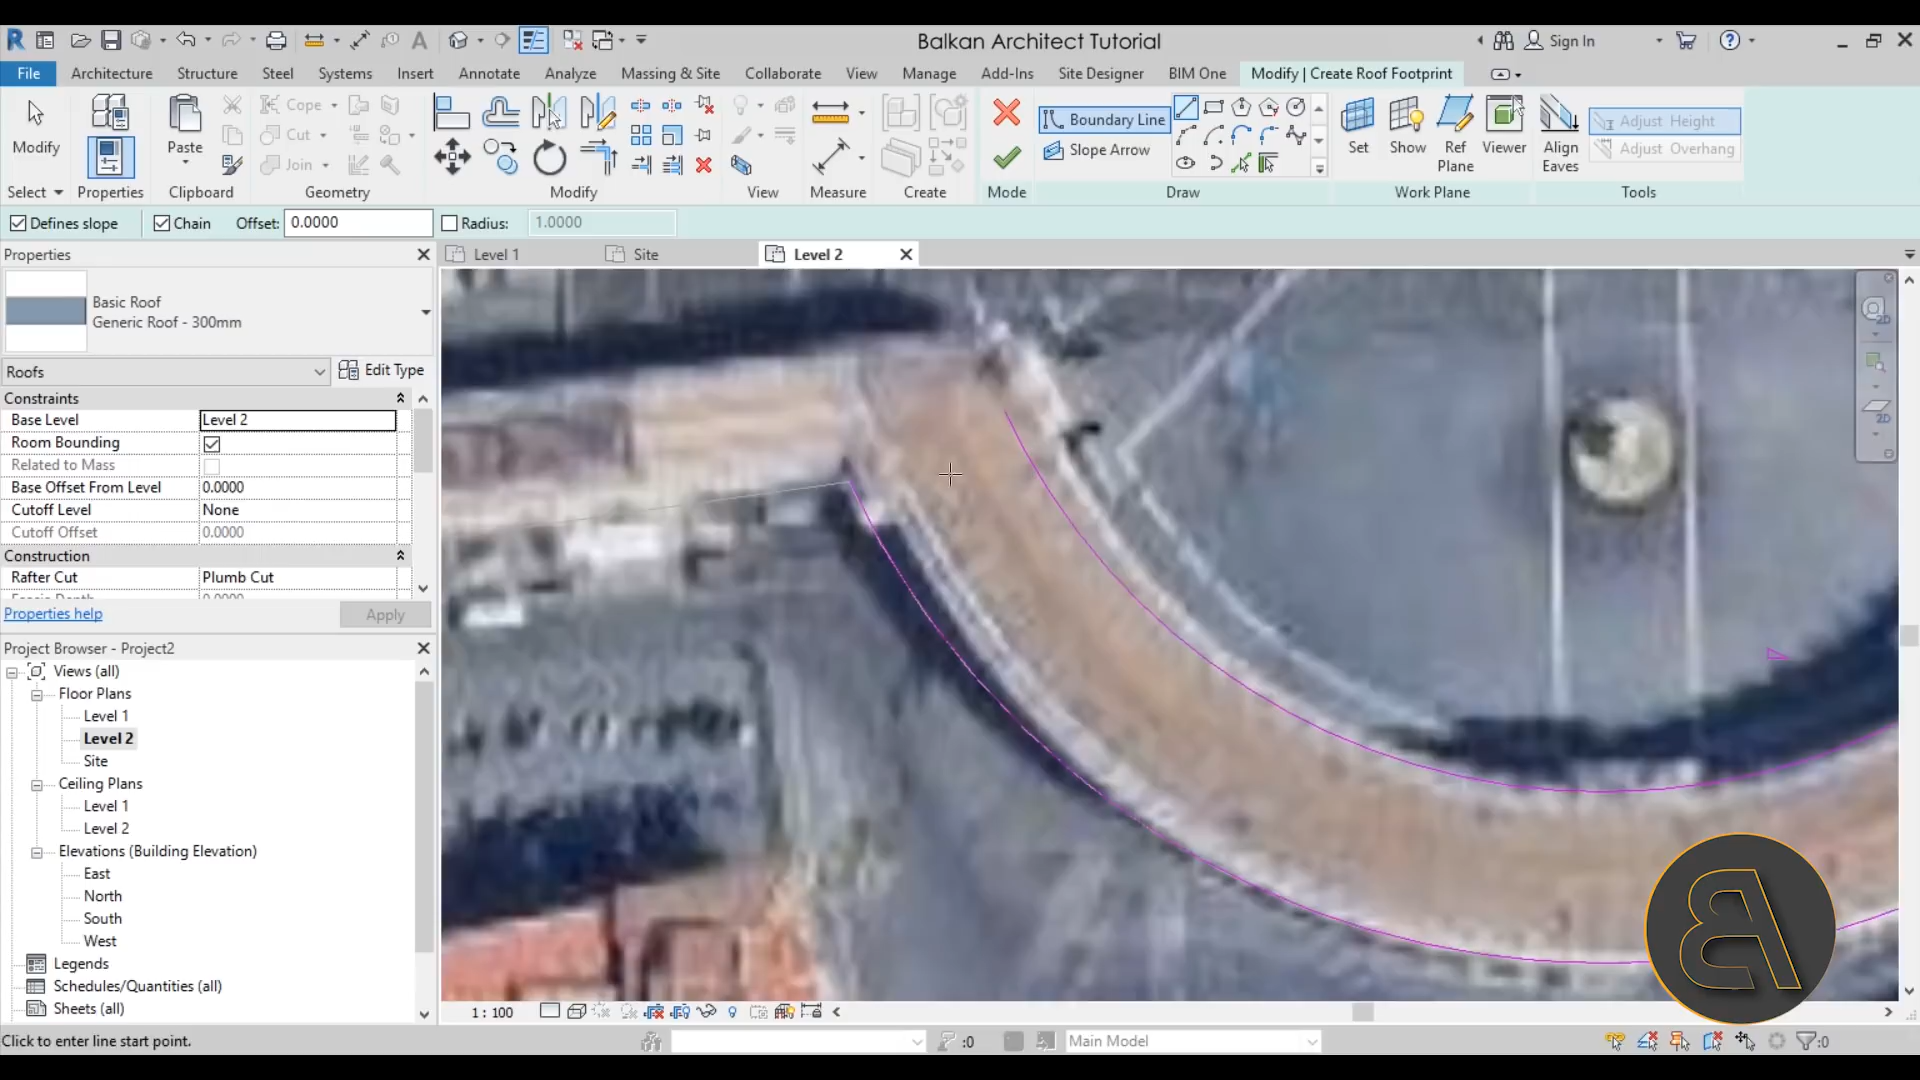 Balkan Architect Tutorial
Sign In
File Architecture Structure Steel Systems Insert Annotate Analyze Massing & Site Collaborate View Manage Add-Ins Site Designer BIM One Modify | Create Roof Footprint
Modify
Select
Properties
Paste
Clipboard
Cope
Cut
Join
Geometry
Modify
View
Measure
Create
Mode
Boundary Line
Slope Arrow
Draw
Set Show Ref Plane Viewer
Work Plane
Align Eaves
Adjust Height
Adjust Overhang
Tools
Defines slope Chain Offset: 0.0000 Radius: 1.0000
Properties
Level 1 Site Level 2
Basic Roof
Generic Roof - 300mm
Roofs Edit Type
Constraints
Base Level Level 2
Room Bounding
Related to Mass
Base Offset From Level 0.0000
Cutoff Level None
Cutoff Offset 0.0000
Construction
Rafter Cut Plumb Cut
Properties help Apply
Project Browser - Project2
Views (all)
Floor Plans
Level 1
Level 2
Site
Ceiling Plans
Level 1
Level 2
Elevations (Building Elevation)
East
North
South
West
Legends
Schedules/Quantities (all)
Sheets (all)
1 : 100
Click to enter line start point.
:0
Main Model
:0
2D
2D